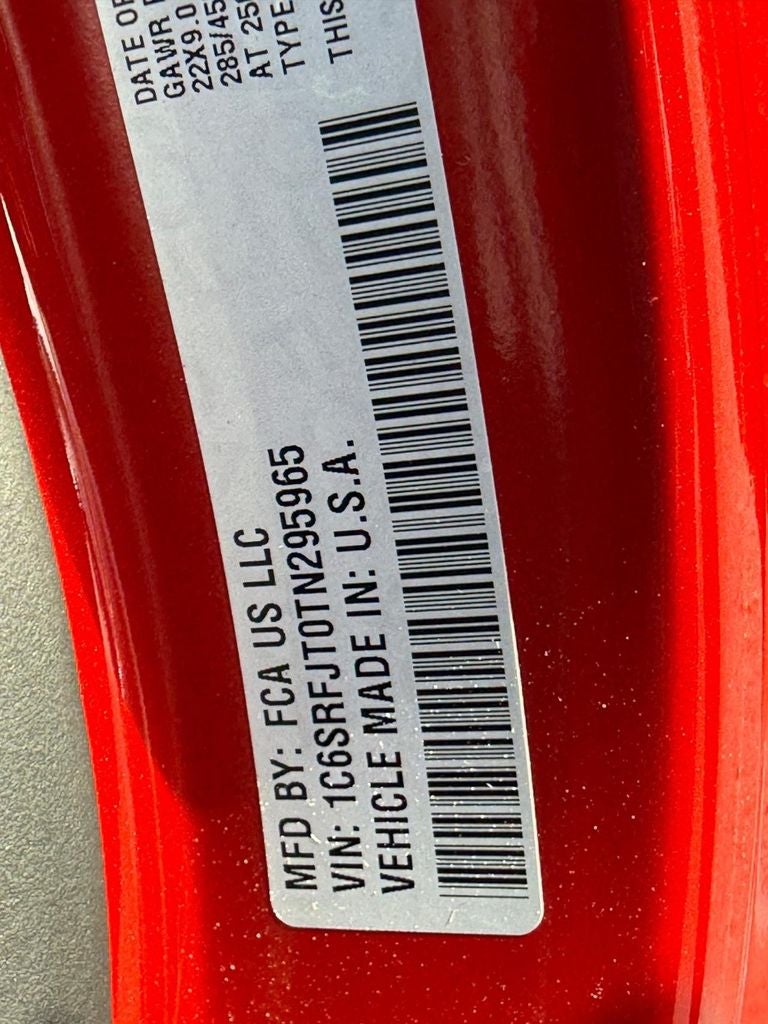 MFD BY: FCA US LLC
VIN: 1C6SRFJT0TN295965
VEHICLE MADE IN: U.S.A.
DATE OF
GAWR
22X9.0
285/45
AT 25
TYPE
THIS